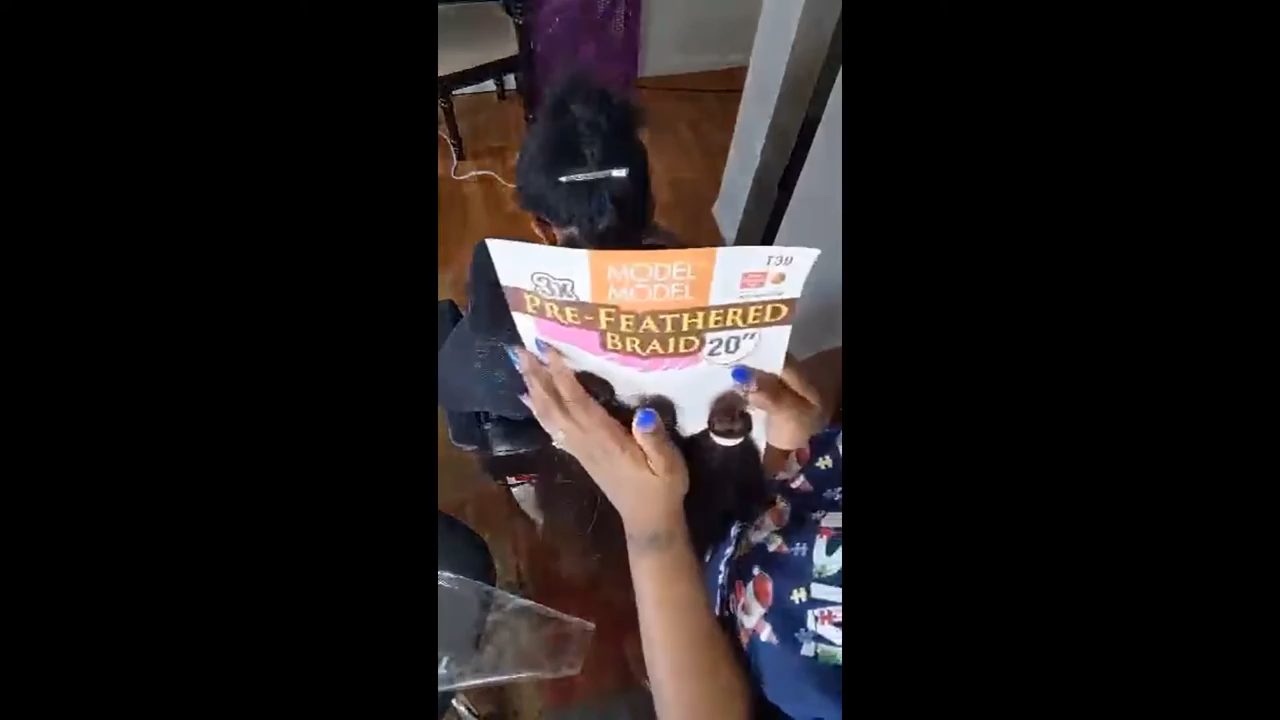 T30
3X
MODEL
MODEL
PRE-FEATHERED
BRAID
20"